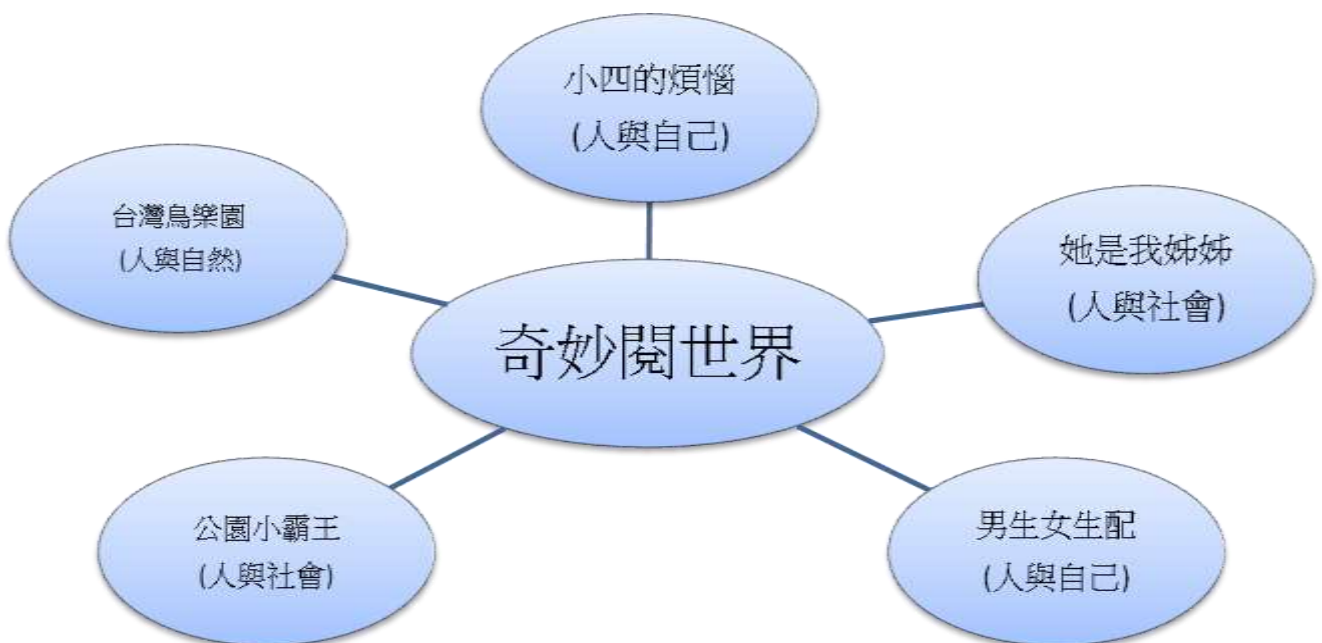 小四的煩惱
(人與自己)
台灣鳥樂園
(人與自然)
她是我姊姊
(人與社會)
奇妙閱世界
公園小霸王
(人與社會)
男生女生配
(人與自己)